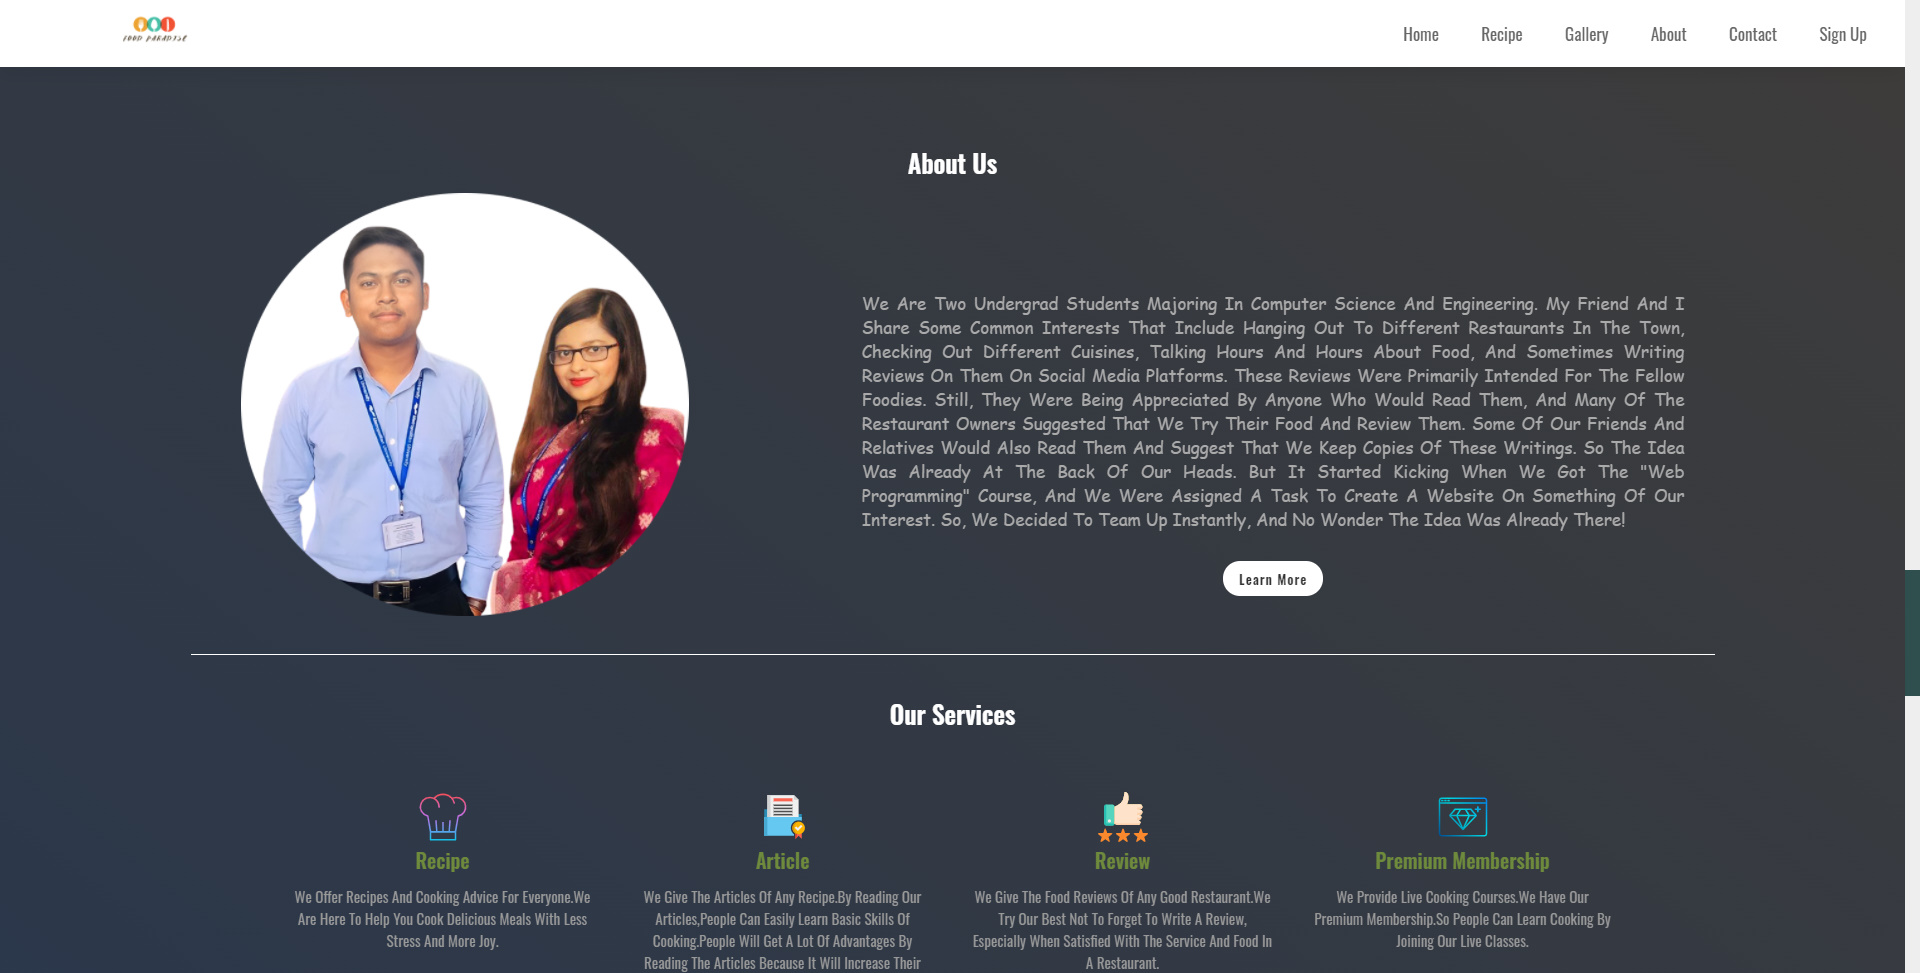 FOOD PARADISE
Home Recipe Gallery About Contact Sign Up
About Us
We Are Two Undergrad Students Majoring In Computer Science And Engineering. My Friend And I
Share Some Common Interests That Include Hanging Out To Different Restaurants In The Town,
Checking Out Different Cuisines, Talking Hours And Hours About Food, And Sometimes Writing
Reviews On Them On Social Media Platforms. These Reviews Were Primarily Intended For The Fellow
Foodies. Still, They Were Being Appreciated By Anyone Who Would Read Them, And Many Of The
Restaurant Owners Suggested That We Try Their Food And Review Them. Some Of Our Friends And
Relatives Would Also Read Them And Suggest That We Keep Copies Of These Writings. So The Idea
Was Already At The Back Of Our Heads. But It Started Kicking When We Got The "Web
Programming" Course, And We Were Assigned A Task To Create A Website On Something Of Our
Interest. So, We Decided To Team Up Instantly, And No Wonder The Idea Was Already There!
Learn More
Our Services
Recipe
We Offer Recipes And Cooking Advice For Everyone.We
Are Here To Help You Cook Delicious Meals With Less
Stress And More Joy.
Article
We Give The Articles Of Any Recipe.By Reading Our
Articles,People Can Easily Learn Basic Skills Of
Cooking.People Will Get A Lot Of Advantages By
Reading The Articles Because It Will Increase Their
Review
We Give The Food Reviews Of Any Good Restaurant.We
Try Our Best Not To Forget To Write A Review,
Especially When Satisfied With The Service And Food In
A Restaurant.
Premium Membership
We Provide Live Cooking Courses.We Have Our
Premium Membership.So People Can Learn Cooking By
Joining Our Live Classes.